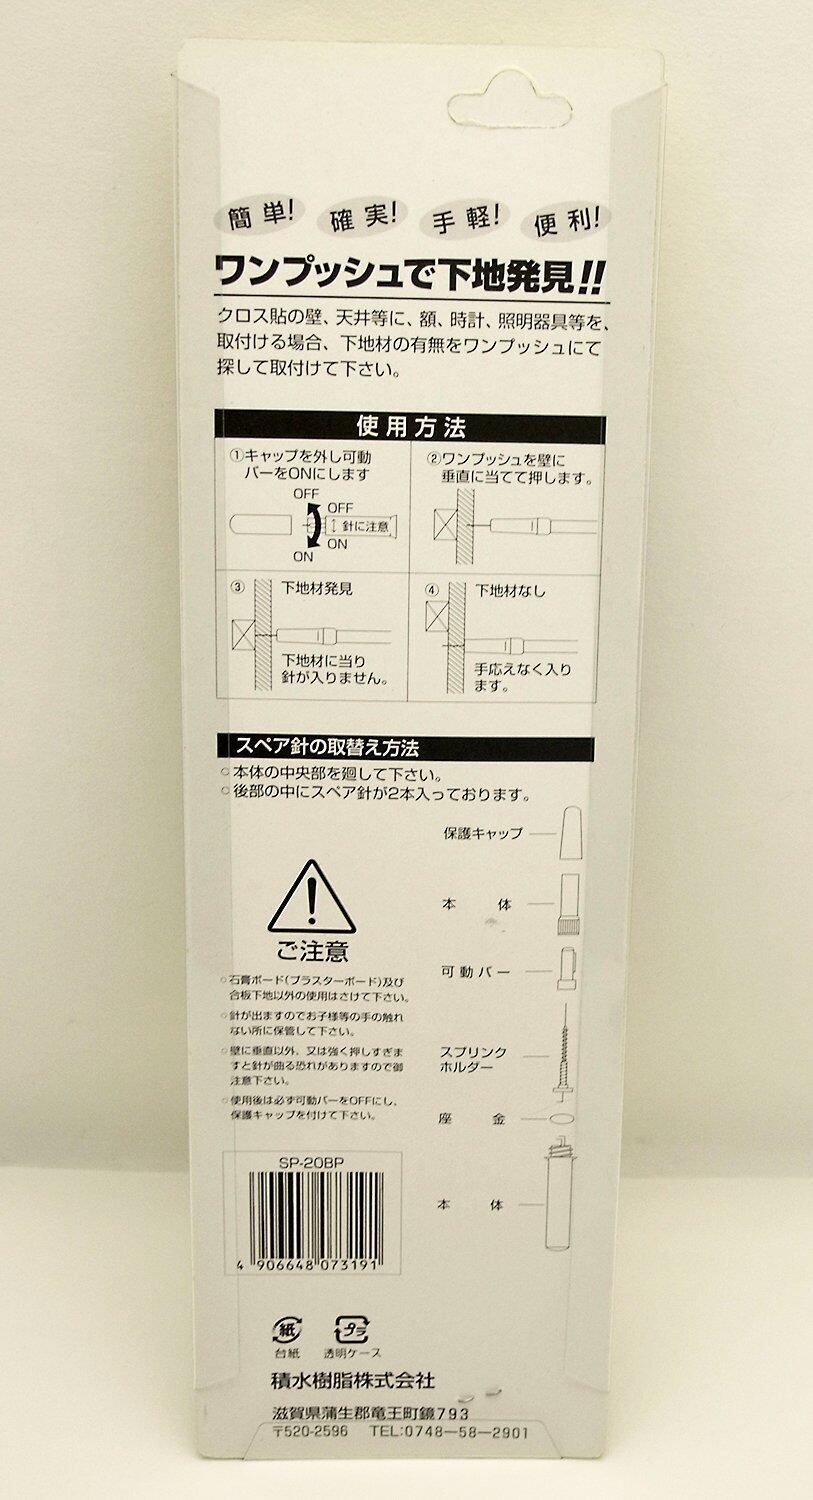 簡単! 確実! 手軽! 便利!
ワンプッシュで下地発見!!
クロス貼の壁、天井等に、額、時計、照明器具等を、
取付ける場合、下地材の有無をワンプッシュにて
探して取付けて下さい。
使用方法
①キャップを外し可動
バーをONにします
OFF
OFF
針に注意
ON
ON
②ワンプッシュを壁に
垂直に当てて押します。
③ 下地材発見
下地材に当り
針が入りません。
④ 下地材なし
手応えなく入り
ます。
スペア針の取替え方法
○本体の中央部を廻して下さい。
○後部の中にスペア針が2本入っております。
保護キャップ
本体
可動バー
スプリング
ホルダー
座金
本体
ご注意
○石膏ボード(プラスターボード)及び
合板下地以外の使用はさけて下さい。
○針が出ますのでお子様等の手の触れ
ない所に保管して下さい。
○壁に垂直以外、又は強く押しすぎま
すと針が曲る恐れがありますので御
注意下さい。
○使用後は必ず可動バーをOFFにし、
保護キャップを付けて下さい。
SP-20BP
4 906648 073191
紙 プラ
台紙 透明ケース
積水樹脂株式会社
滋賀県蒲生郡竜王町鏡793
〒520-2596 TEL:0748-58-2901